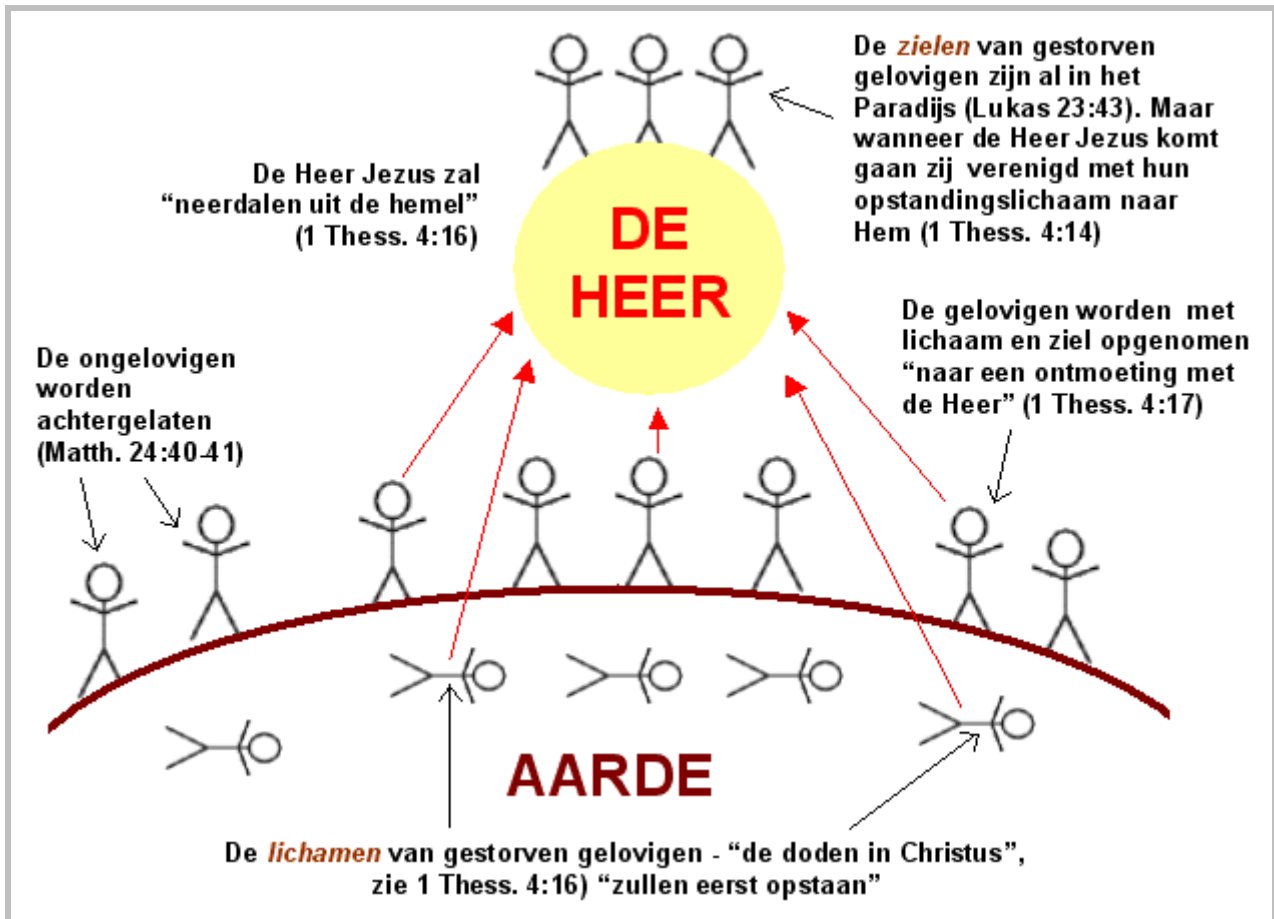 De zielen van gestorven
gelovigen zijn al in het
Paradijs (Lukas 23:43). Maar
wanneer de Heer Jezus komt
gaan zij verenigd met hun
opstandingslichaam naar
Hem (1 Thess. 4:14)
De Heer Jezus zal
“neerdalen uit de hemel”
(1 Thess. 4:16)
DE
HEER
De gelovigen worden met
lichaam en ziel opgenomen
“naar een ontmoeting met
de Heer” (1 Thess. 4:17)
De ongelovigen
worden
achtergelaten
(Matth. 24:40-41)
AARDE
De lichamen van gestorven gelovigen - “de doden in Christus”,
zie 1 Thess. 4:16) “zullen eerst opstaan”